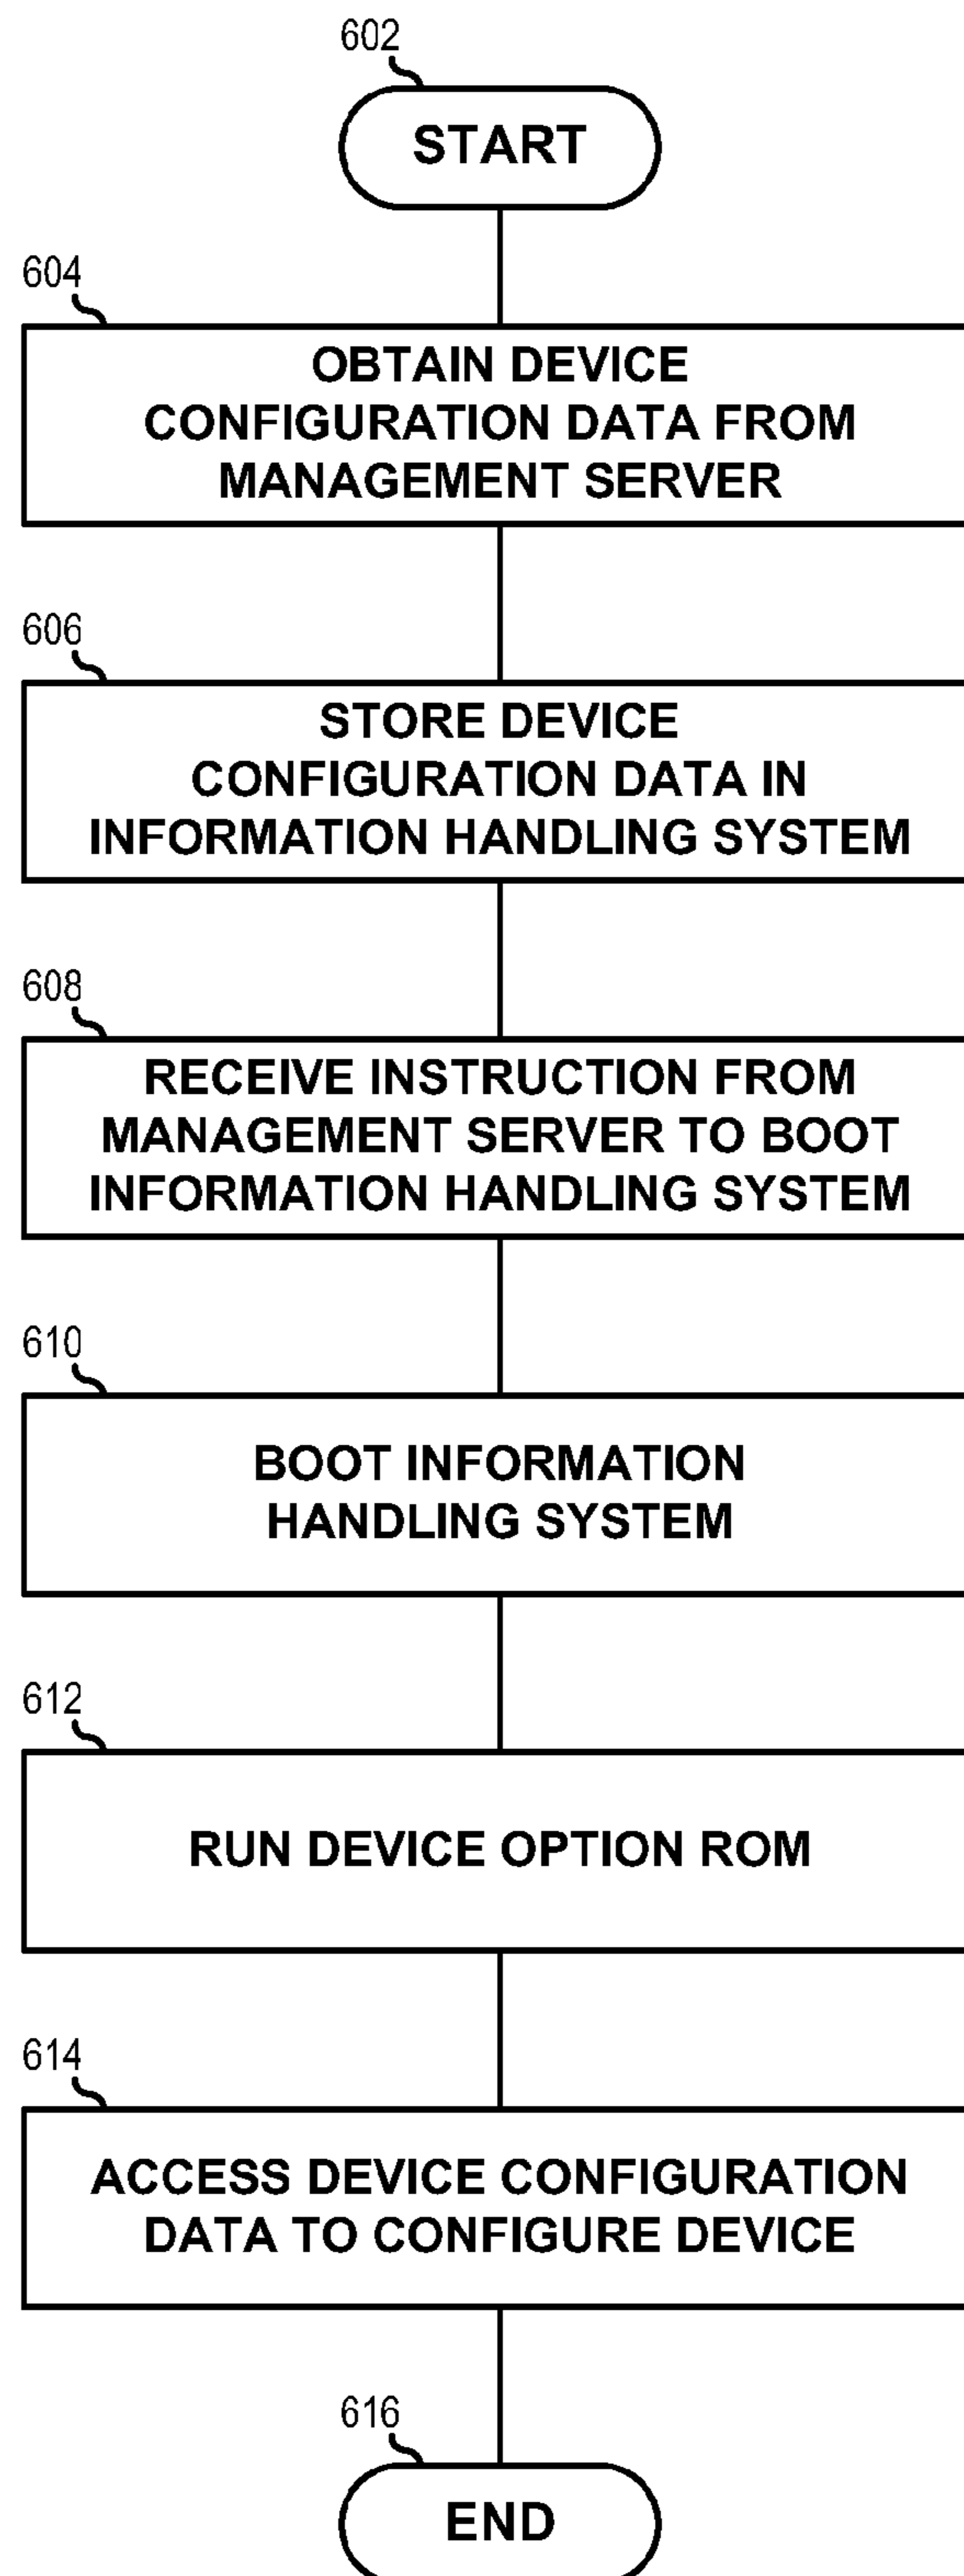 602
START
604
OBTAIN DEVICE
CONFIGURATION DATA FROM
MANAGEMENT SERVER
606
STORE DEVICE
CONFIGURATION DATA IN
INFORMATION HANDLING SYSTEM
608
RECEIVE INSTRUCTION FROM
MANAGEMENT SERVER TO BOOT
INFORMATION HANDLING SYSTEM
610
BOOT INFORMATION
HANDLING SYSTEM
612
RUN DEVICE OPTION ROM
614
ACCESS DEVICE CONFIGURATION
DATA TO CONFIGURE DEVICE
616
END